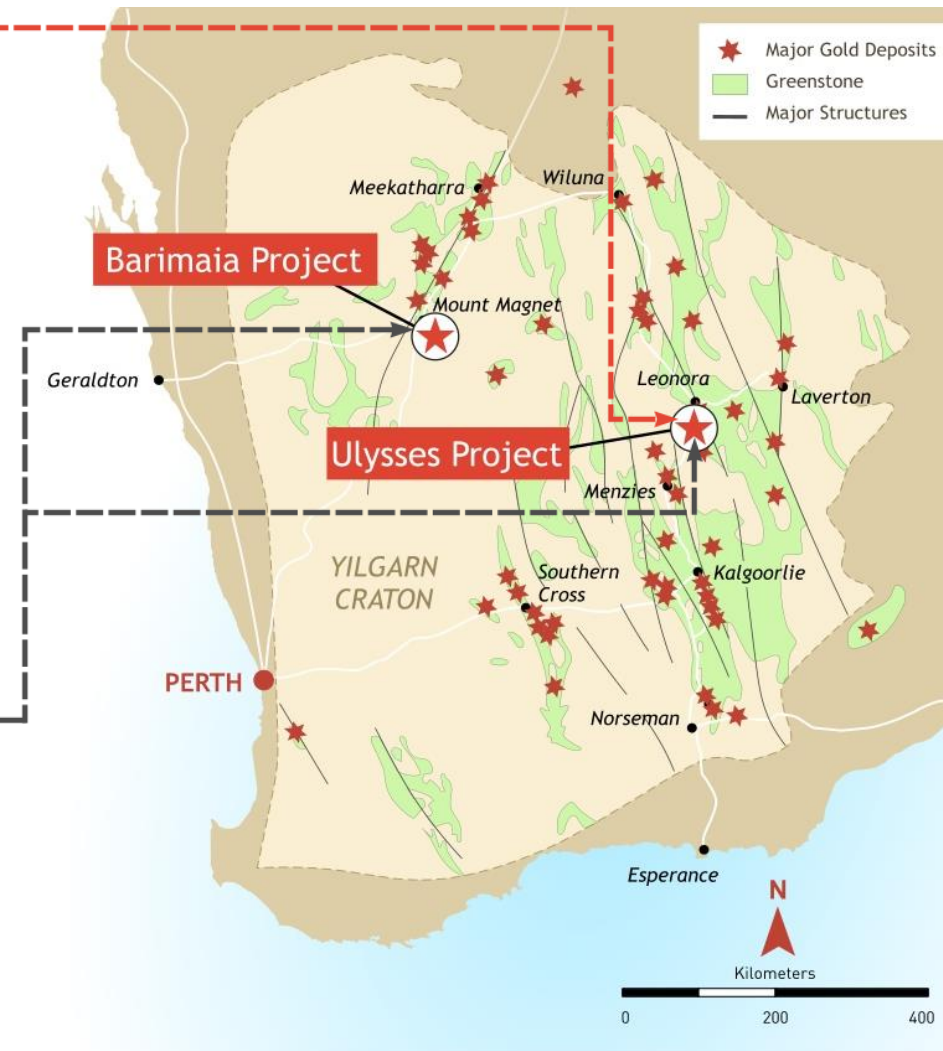 Major Gold Deposits
Greenstone
Major Structures
Wiluna
Meekatharra
Barimaia Project
Mount Magnet
Geraldton
Leonora
Laverton
Ulysses Project
Menzies
YILGARN
CRATON
Southern
Cross
Kalgoorlie
PERTH
Norseman
Esperance
N
Kilometers
0 200 400